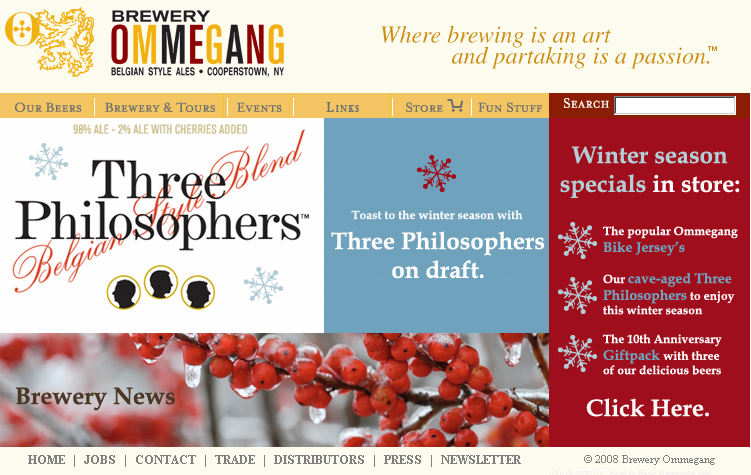 BREWERY
OMMEGANG
BELGIAN STYLE ALES • COOPERSTOWN, NY
Where brewing is an art
and partaking is a passion.™
OUR BEERS
BREWERY & TOURS
EVENTS
LINKS
STORE
FUN STUFF
SEARCH
98% ALE - 2% ALE WITH CHERRIES ADDED
Three
Philosophers™
Belgian Style Blend
Toast to the winter season with
Three Philosophers
on draft.
Winter season
specials in store:
The popular Ommegang
Bike Jersey's
Our cave-aged Three
Philosophers to enjoy
this winter season
The 10th Anniversary
Giftpack with three
of our delicious beers
Click Here.
Brewery News
HOME | JOBS | CONTACT | TRADE | DISTRIBUTORS | PRESS | NEWSLETTER
© 2008 Brewery Ommegang